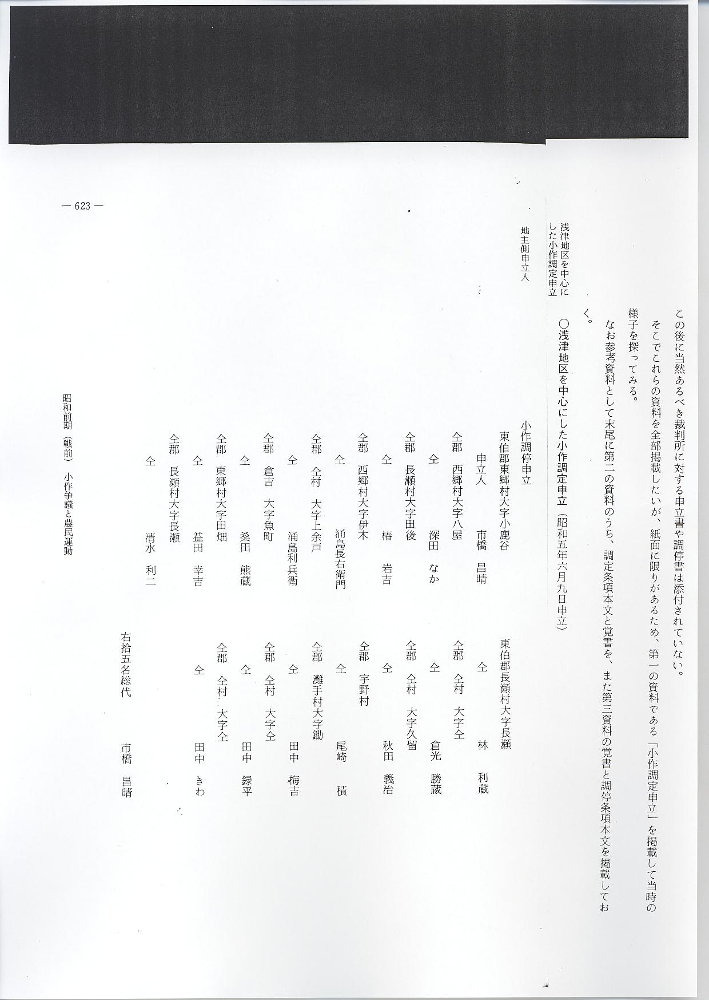 この後に当然あるべき裁判所に対する申立書や調停書は添付されていない。
そこでこれらの資料を全部掲載したいが、紙面に限りがあるため、第一の資料である「小作調定申立」を掲載して当時の
様子を探ってみる。
なお参考資料として末尾に第二の資料のうち、調定条項本文と覚書を、また第三資料の覚書と調停条項本文を掲載してお
く。
浅津地区を中心に
した小作調定申立
〇浅津地区を中心にした小作調定申立（昭和五年六月九日申立）
地主側申立人
小作調停申立
東伯郡東郷村大字小鹿谷
申立人 市橋 昌晴
仝郡 西郷村大字八屋
仝 深田 なか
仝郡 長瀬村大字田後
仝 椿 岩吉
仝郡 西郷村大字伊木
仝 涌島長右衛門
仝郡 仝村 大字上余戸
仝 涌島利兵衛
仝郡 倉吉 大字魚町
仝 桑田 熊蔵
仝郡 東郷村大字田畑
仝 益田 幸吉
仝郡 長瀬村大字長瀬
仝 清水 利二
東伯郡長瀬村大字長瀬
仝 林 利蔵
仝郡 仝村 大字仝
仝 倉光 勝蔵
仝郡 仝村 大字久留
仝 秋田 義治
仝郡 宇野村
仝 尾崎 積
仝郡 灘手村大字鋤
仝 田中 梅吉
仝郡 仝村 大字仝
仝 田中 録平
仝郡 仝村 大字仝
仝 田中 きわ
右拾五名総代 市橋 昌晴
昭和前期（戦前） 小作争議と農民運動
— 623 —